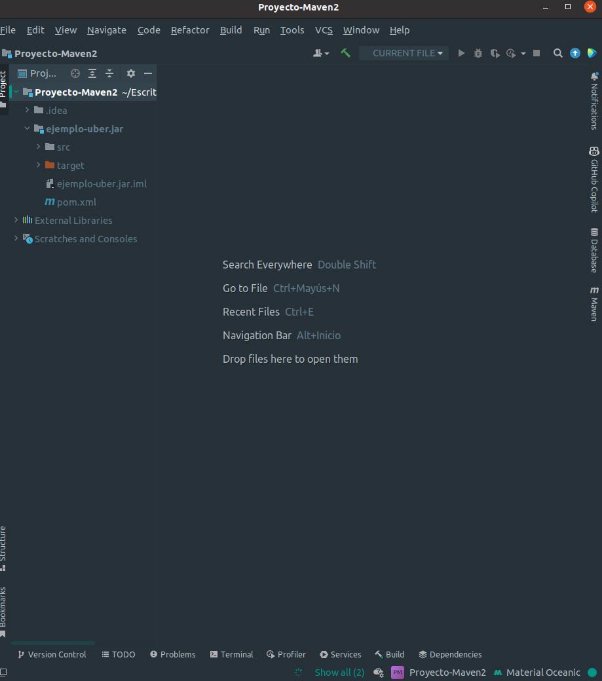 Proyecto-Maven2
File Edit View Navigate Code Refactor Build Run Tools VCS Window Help
Proyecto-Maven2 CURRENT FILE
Project
Proj...
Proyecto-Maven2 ~/Escrit
.idea
ejemplo-uber.jar
src
target
ejemplo-uber.jar.iml
m pom.xml
External Libraries
Scratches and Consoles
Search Everywhere Double Shift
Go to File Ctrl+Mayús+N
Recent Files Ctrl+E
Navigation Bar Alt+Inicio
Drop files here to open them
Notifications
GitHub Copilot
Database
m Maven
Structure
Bookmarks
Version Control TODO Problems Terminal Profiler Services Build Dependencies
Show all (2) PM Proyecto-Maven2 Material Oceanic